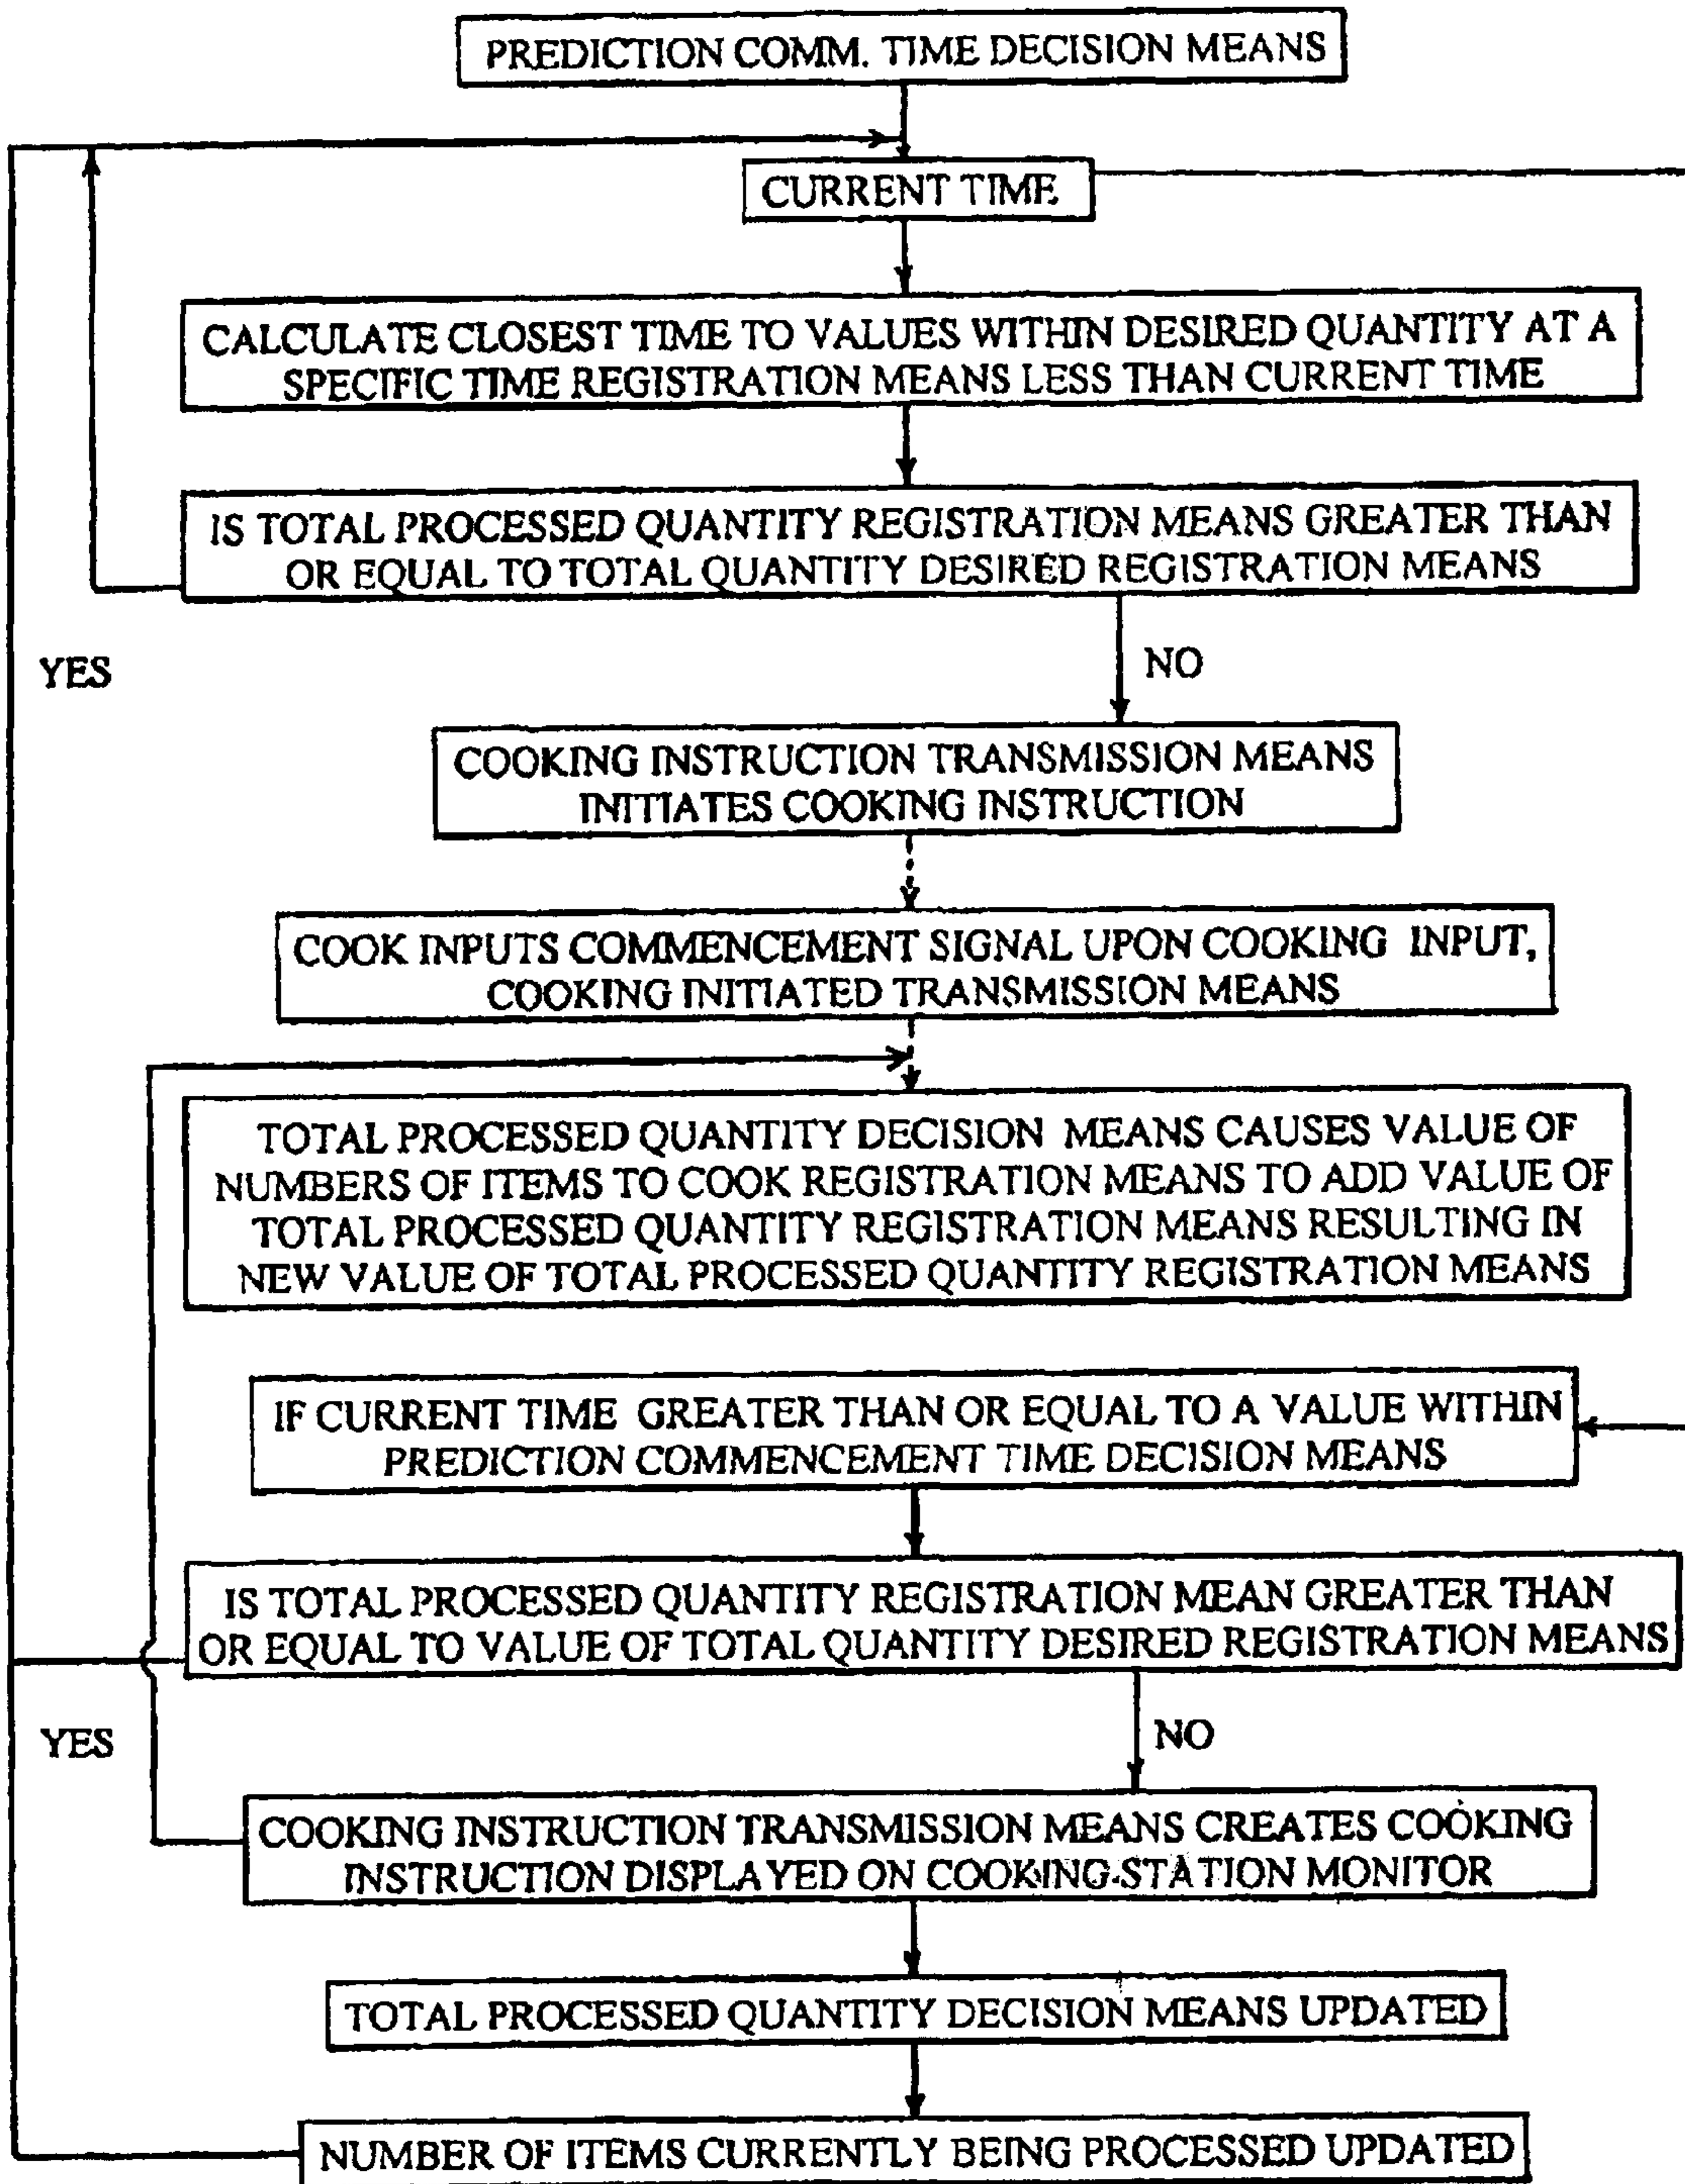 PREDICTION COMM. TIME DECISION MEANS
CURRENT TIME
CALCULATE CLOSEST TIME TO VALUES WITHIN DESIRED QUANTITY AT A
SPECIFIC TIME REGISTRATION MEANS LESS THAN CURRENT TIME
IS TOTAL PROCESSED QUANTITY REGISTRATION MEANS GREATER THAN
OR EQUAL TO TOTAL QUANTITY DESIRED REGISTRATION MEANS
YES
NO
COOKING INSTRUCTION TRANSMISSION MEANS
INITIATES COOKING INSTRUCTION
COOK INPUTS COMMENCEMENT SIGNAL UPON COOKING INPUT,
COOKING INITIATED TRANSMISSION MEANS
TOTAL PROCESSED QUANTITY DECISION MEANS CAUSES VALUE OF
NUMBERS OF ITEMS TO COOK REGISTRATION MEANS TO ADD VALUE OF
TOTAL PROCESSED QUANTITY REGISTRATION MEANS RESULTING IN
NEW VALUE OF TOTAL PROCESSED QUANTITY REGISTRATION MEANS
IF CURRENT TIME GREATER THAN OR EQUAL TO A VALUE WITHIN
PREDICTION COMMENCEMENT TIME DECISION MEANS
IS TOTAL PROCESSED QUANTITY REGISTRATION MEAN GREATER THAN
OR EQUAL TO VALUE OF TOTAL QUANTITY DESIRED REGISTRATION MEANS
YES
NO
COOKING INSTRUCTION TRANSMISSION MEANS CREATES COOKING
INSTRUCTION DISPLAYED ON COOKING-STATION MONITOR
TOTAL PROCESSED QUANTITY DECISION MEANS UPDATED
NUMBER OF ITEMS CURRENTLY BEING PROCESSED UPDATED